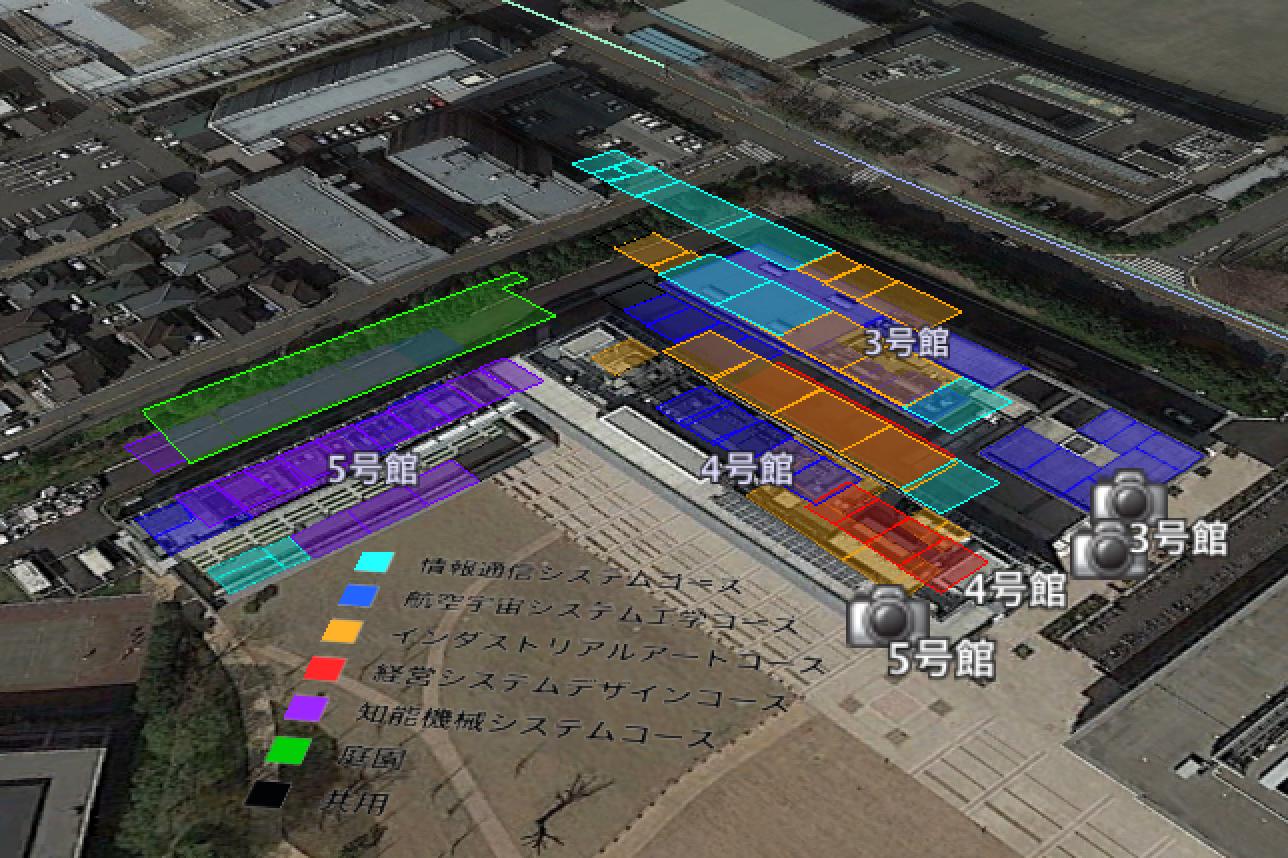 3号館
5号館
4号館
3号館
4号館
5号館
情報通信システムコース
航空宇宙システム工学コース
インダストリアルアートコース
経営システムデザインコース
知能機械システムコース
庭園
共用